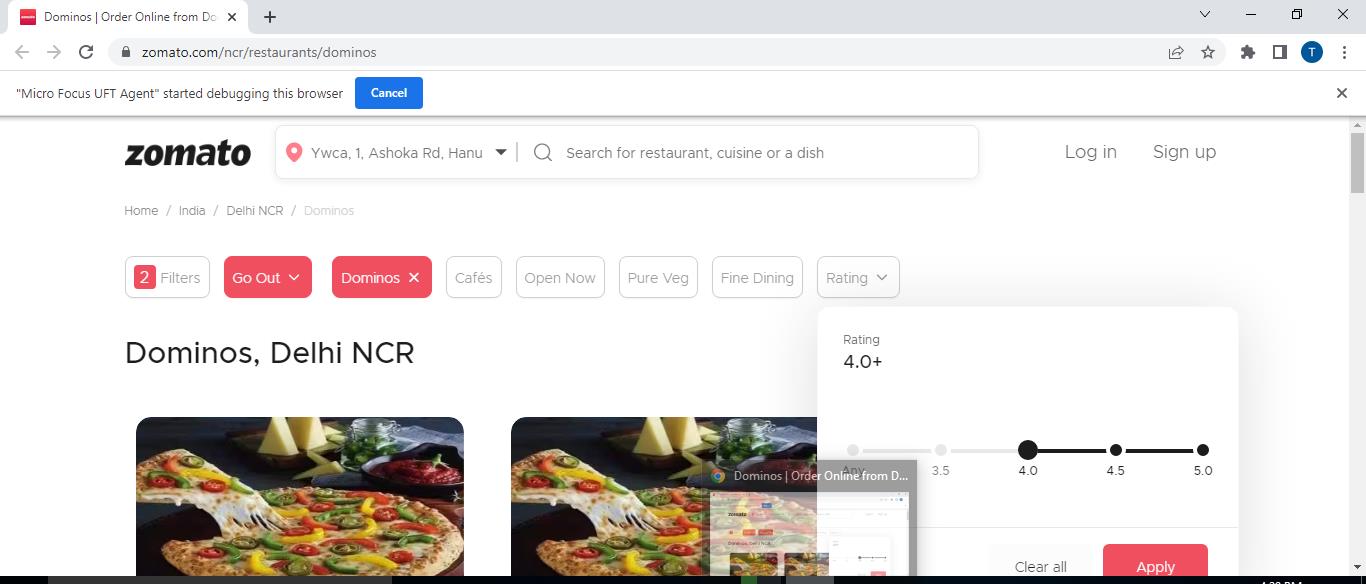 Dominos | Order Online from Do
zomato.com/ncr/restaurants/dominos
T
"Micro Focus UFT Agent" started debugging this browser
Cancel
zomato
Ywca, 1, Ashoka Rd, Hanu
Search for restaurant, cuisine or a dish
Log in
Sign up
Home / India / Delhi NCR / Dominos
2 Filters
Go Out
Dominos
Cafés
Open Now
Pure Veg
Fine Dining
Rating
Dominos, Delhi NCR
Rating
4.0+
Any
3.5
4.0
4.5
5.0
Dominos | Order Online from D...
Clear all
Apply